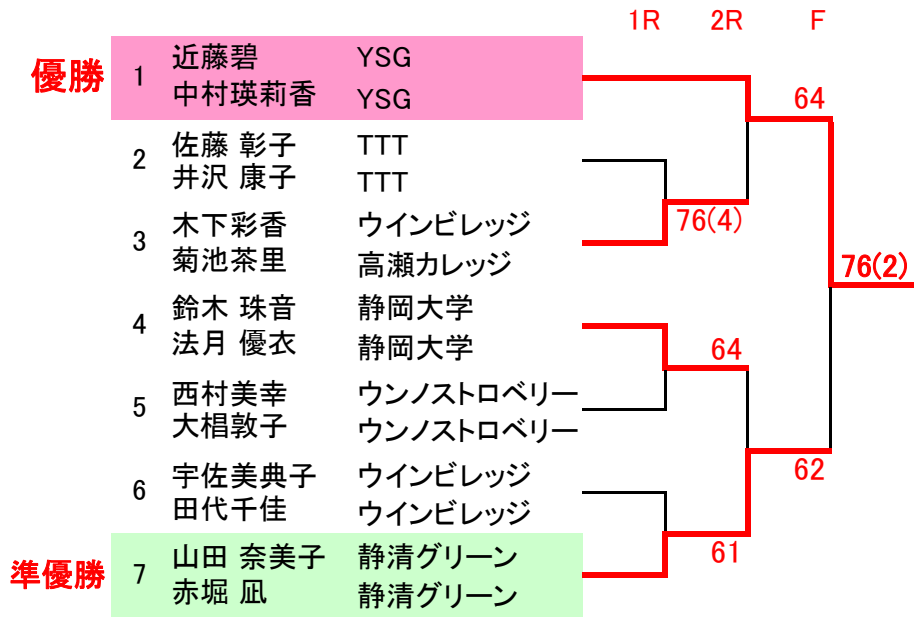 1R 2R F
優勝 1 近藤碧 YSG
中村瑛莉香 YSG
64
2 佐藤 彰子 TTT
井沢 康子 TTT
76(4)
3 木下彩香 ウインビレッジ
菊池茶里 高瀬カレッジ
76(2)
4 鈴木 珠音 静岡大学
法月 優衣 静岡大学
64
5 西村美幸 ウンノストロベリー
大椙敦子 ウンノストロベリー
6 宇佐美典子 ウインビレッジ
田代千佳 ウインビレッジ
62
準優勝 7 山田 奈美子 静清グリーン
赤堀 凪 静清グリーン
61